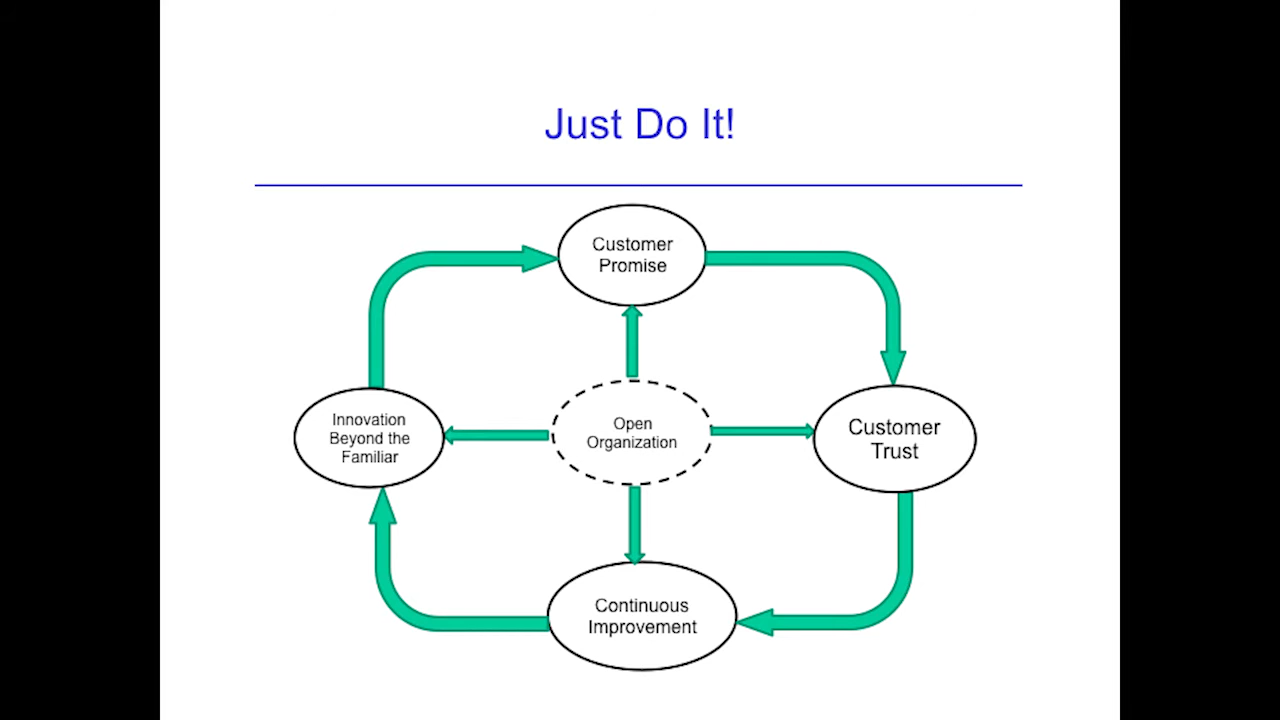 Just Do It!
Customer
Promise
Innovation
Beyond the
Familiar
Open
Organization
Customer
Trust
Continuous
Improvement